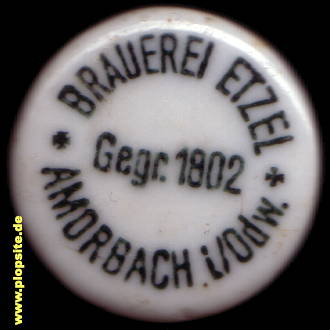 BRAUEREI ETZEL
Gegr. 1802
* AMORBACH i/Odw. *
www.plopsite.de